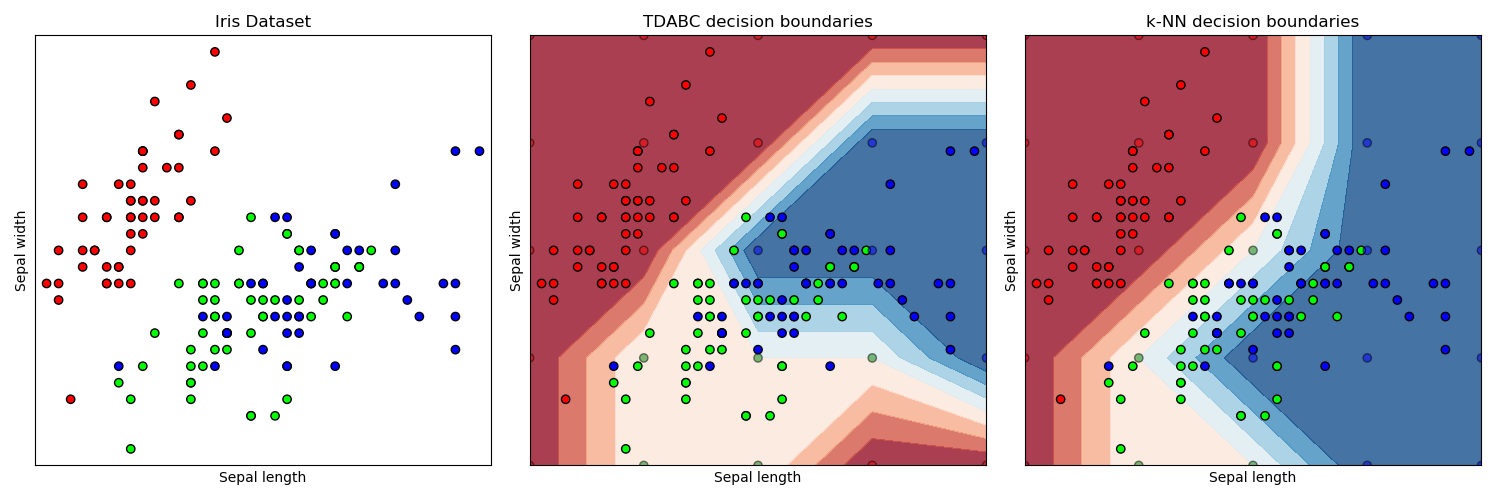 Iris Dataset
Sepal width
Sepal length
TDABC decision boundaries
Sepal width
Sepal length
k-NN decision boundaries
Sepal width
Sepal length